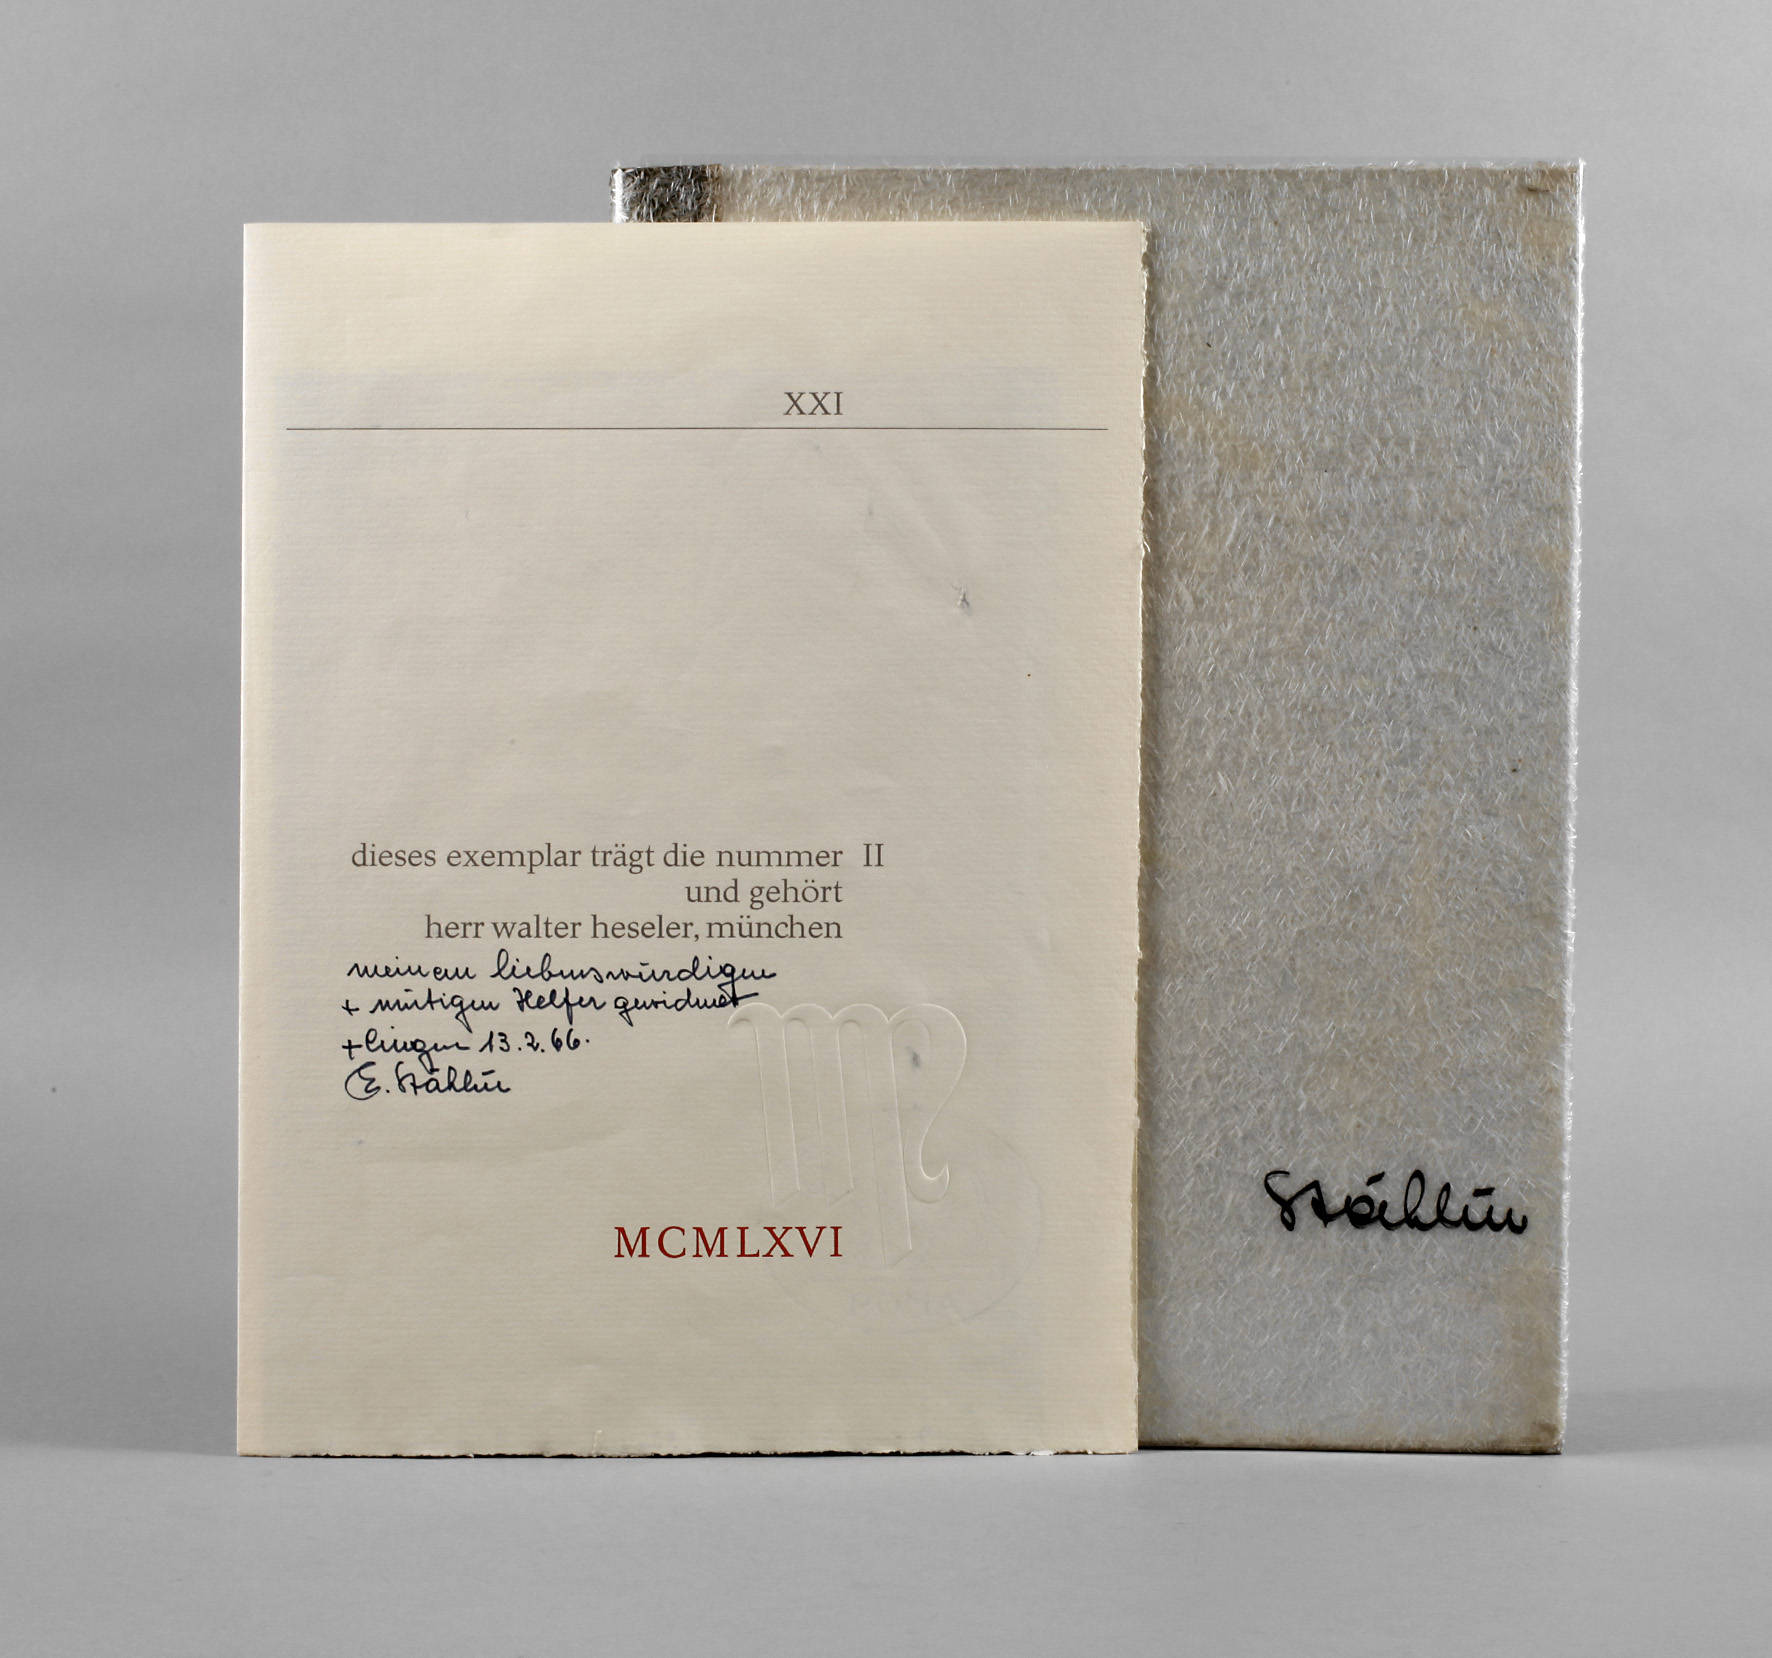 XXI
dieses exemplar trägt die nummer II
und gehört
herr walter heseler, münchen
meinem liebenswürdigen
+ mutigen Helfer gewidmet
13.2.66.
E. Stählin
MCMLXVI
Stählin